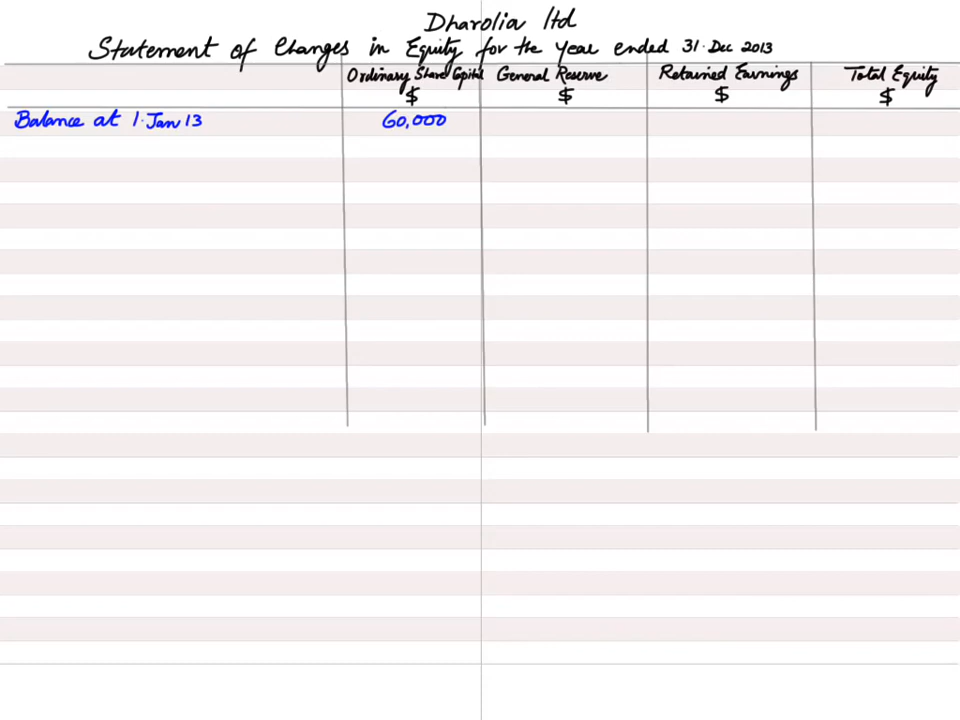 Dharolia ltd
Statement of Changes in Equity for the Year ended 31·Dec 2013
Ordinary Share Capital General Reserve Retained Earnings Total Equity
$ $ $ $
Balance at 1·Jan 13 60,000